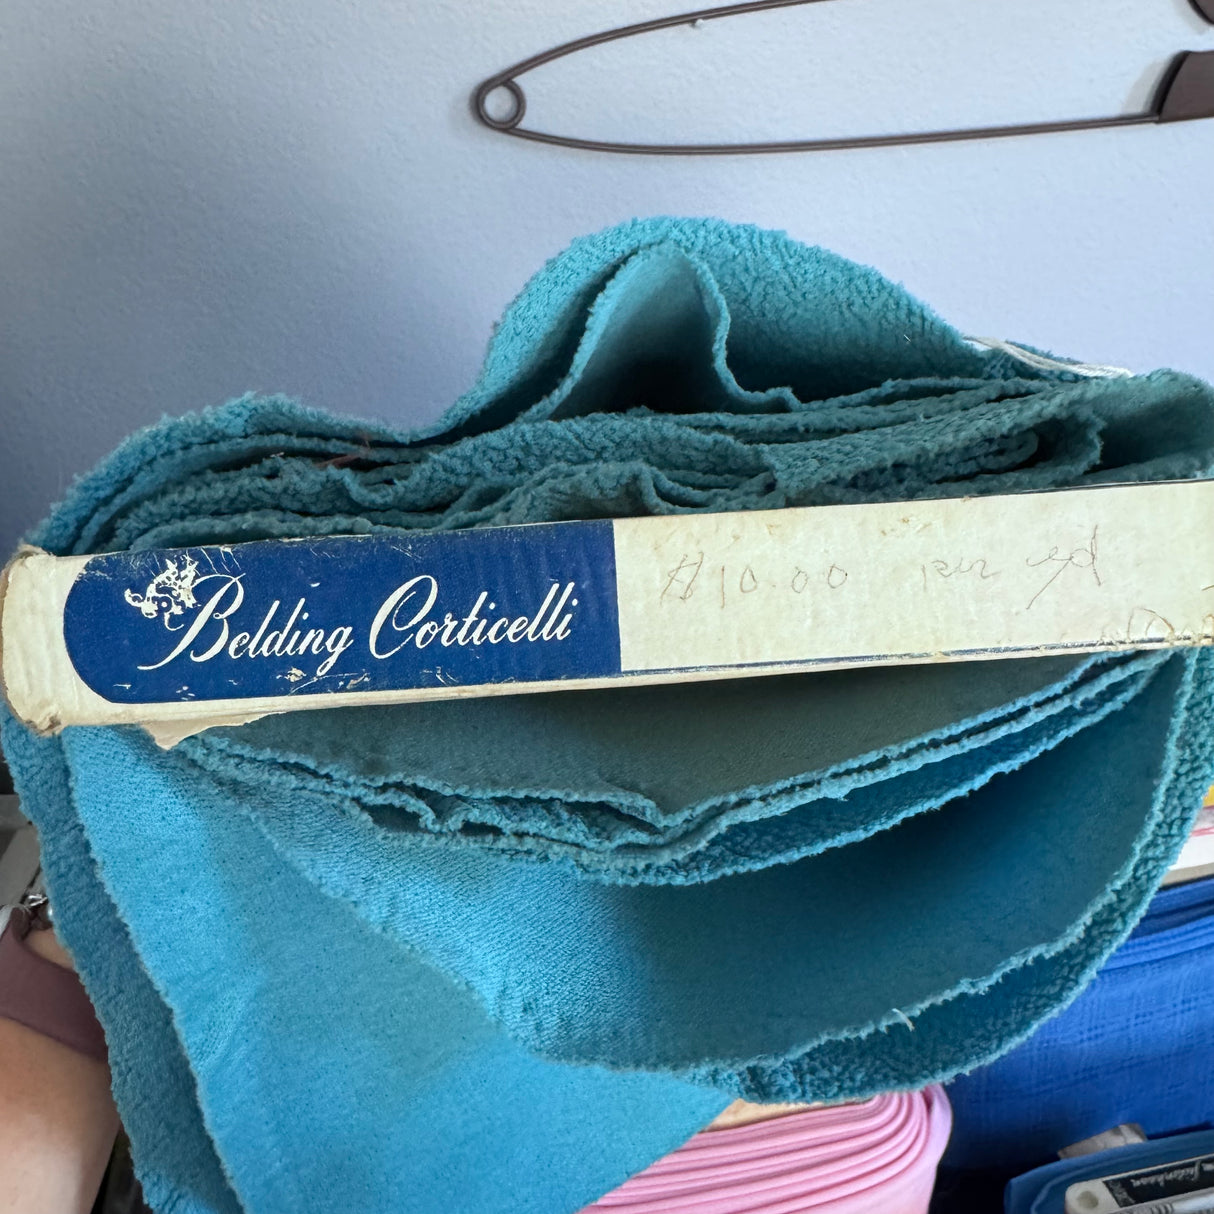 Belding Corticelli
$10.00 per yd